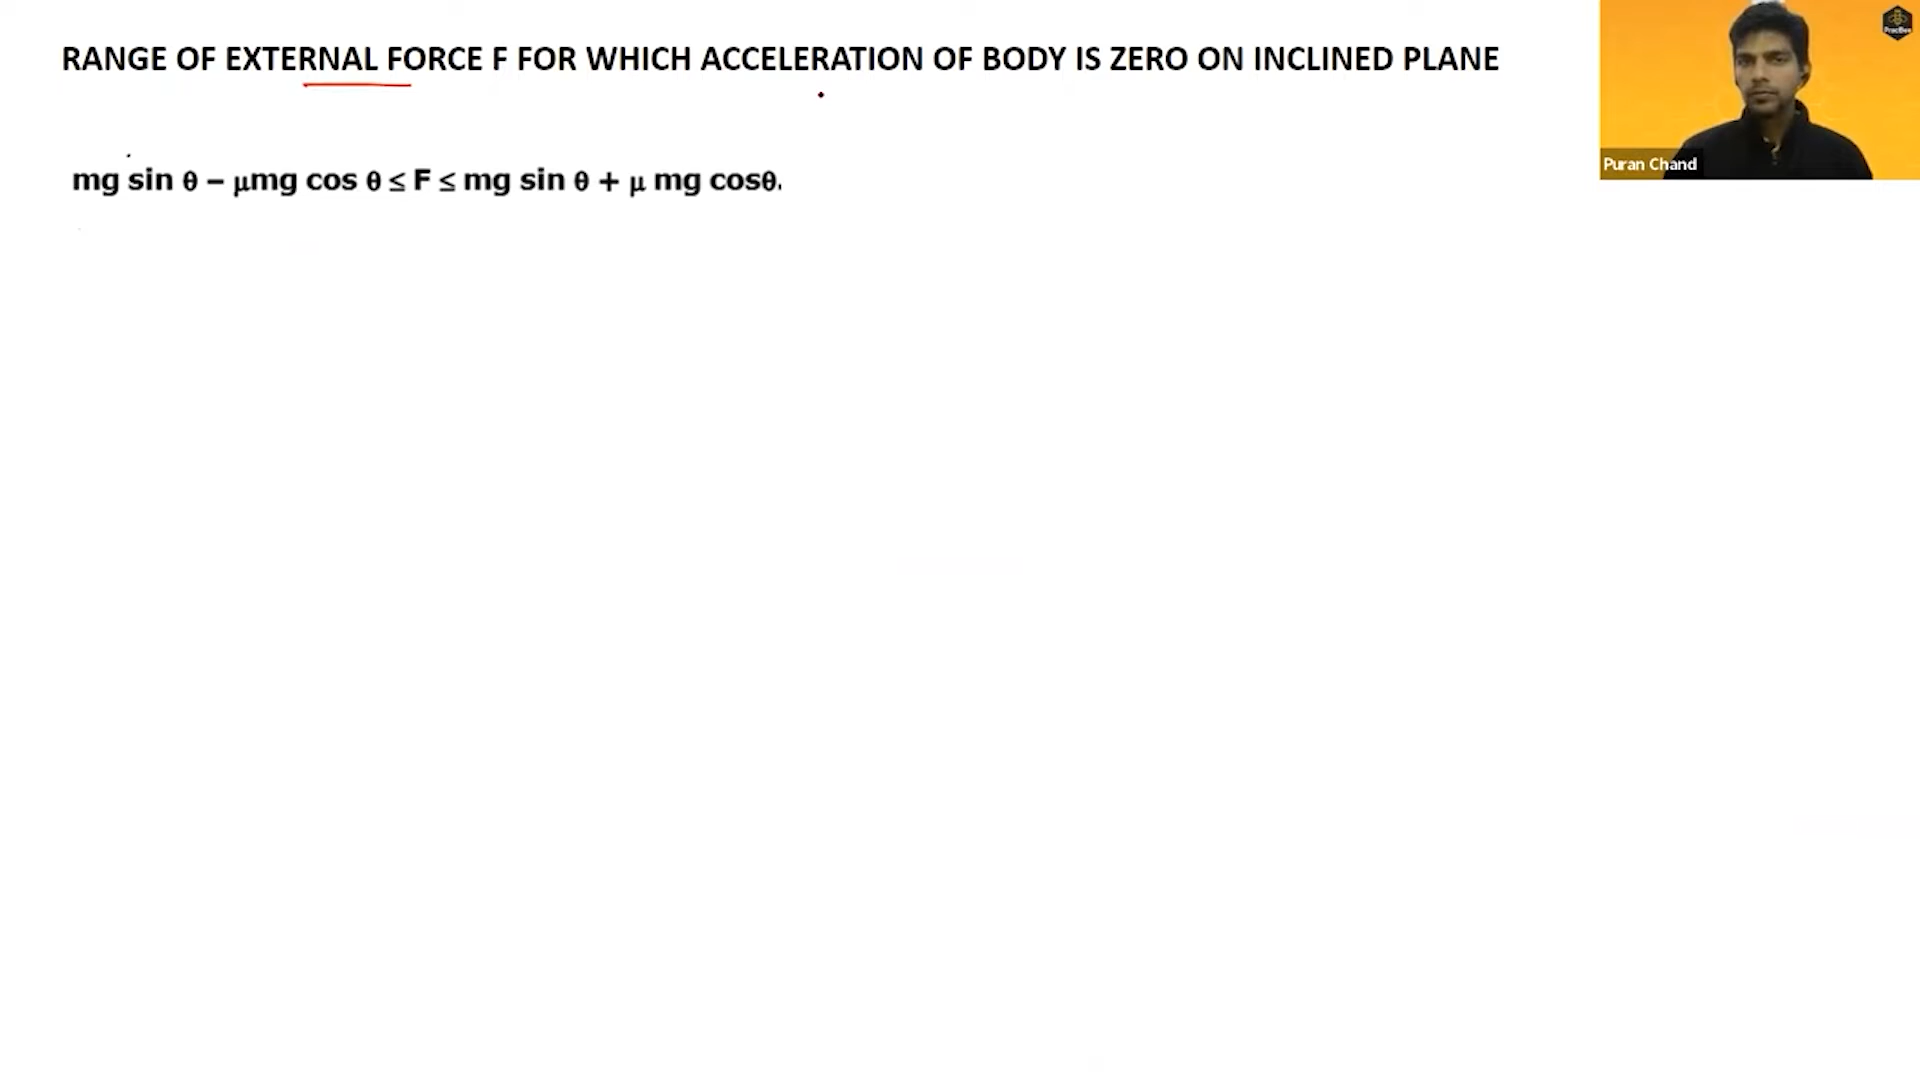 RANGE OF EXTERNAL FORCE F FOR WHICH ACCELERATION OF BODY IS ZERO ON INCLINED PLANE
mg sin θ – μmg cos θ ≤ F ≤ mg sin θ + μ mg cosθ.
Puran Chand
PracBee